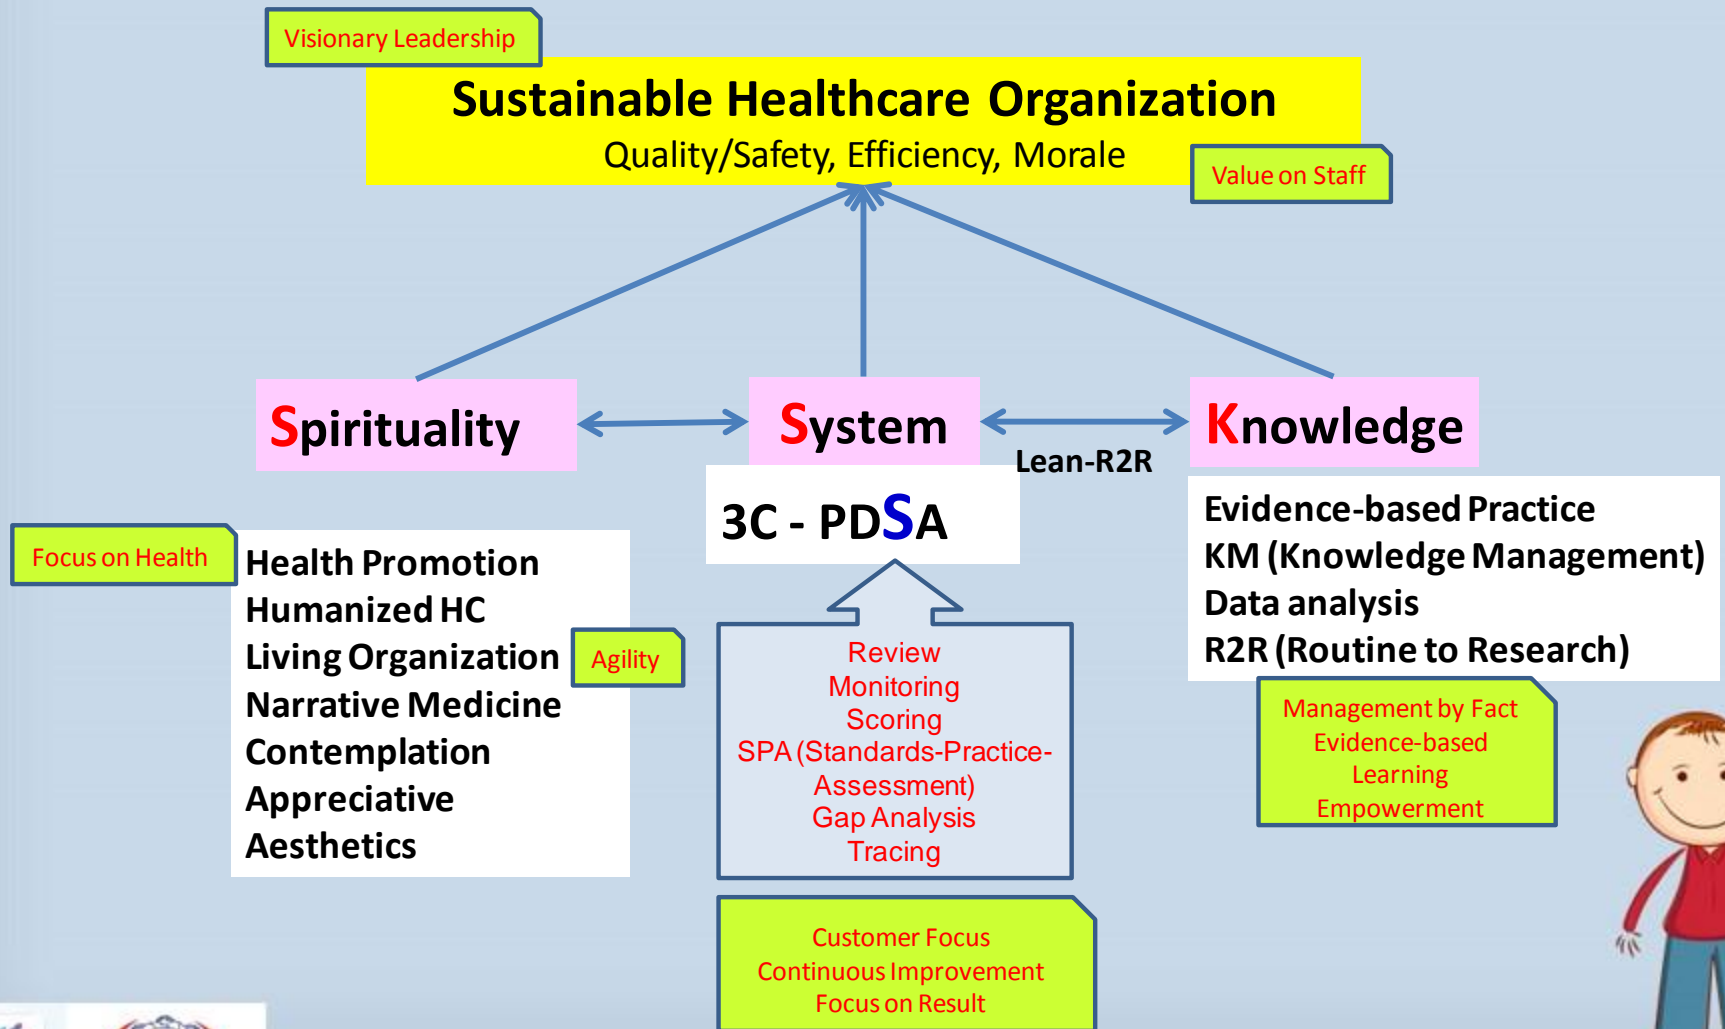 Visionary Leadership
Sustainable Healthcare Organization
Quality/Safety, Efficiency, Morale
Value on Staff
Spirituality
System
Knowledge
Lean-R2R
3C - PDSA
Focus on Health
Health Promotion
Humanized HC
Living Organization
Narrative Medicine
Contemplation
Appreciative
Aesthetics
Agility
Review
Monitoring
Scoring
SPA (Standards-Practice-
Assessment)
Gap Analysis
Tracing
Customer Focus
Continuous Improvement
Focus on Result
Evidence-based Practice
KM (Knowledge Management)
Data analysis
R2R (Routine to Research)
Management by Fact
Evidence-based
Learning
Empowerment